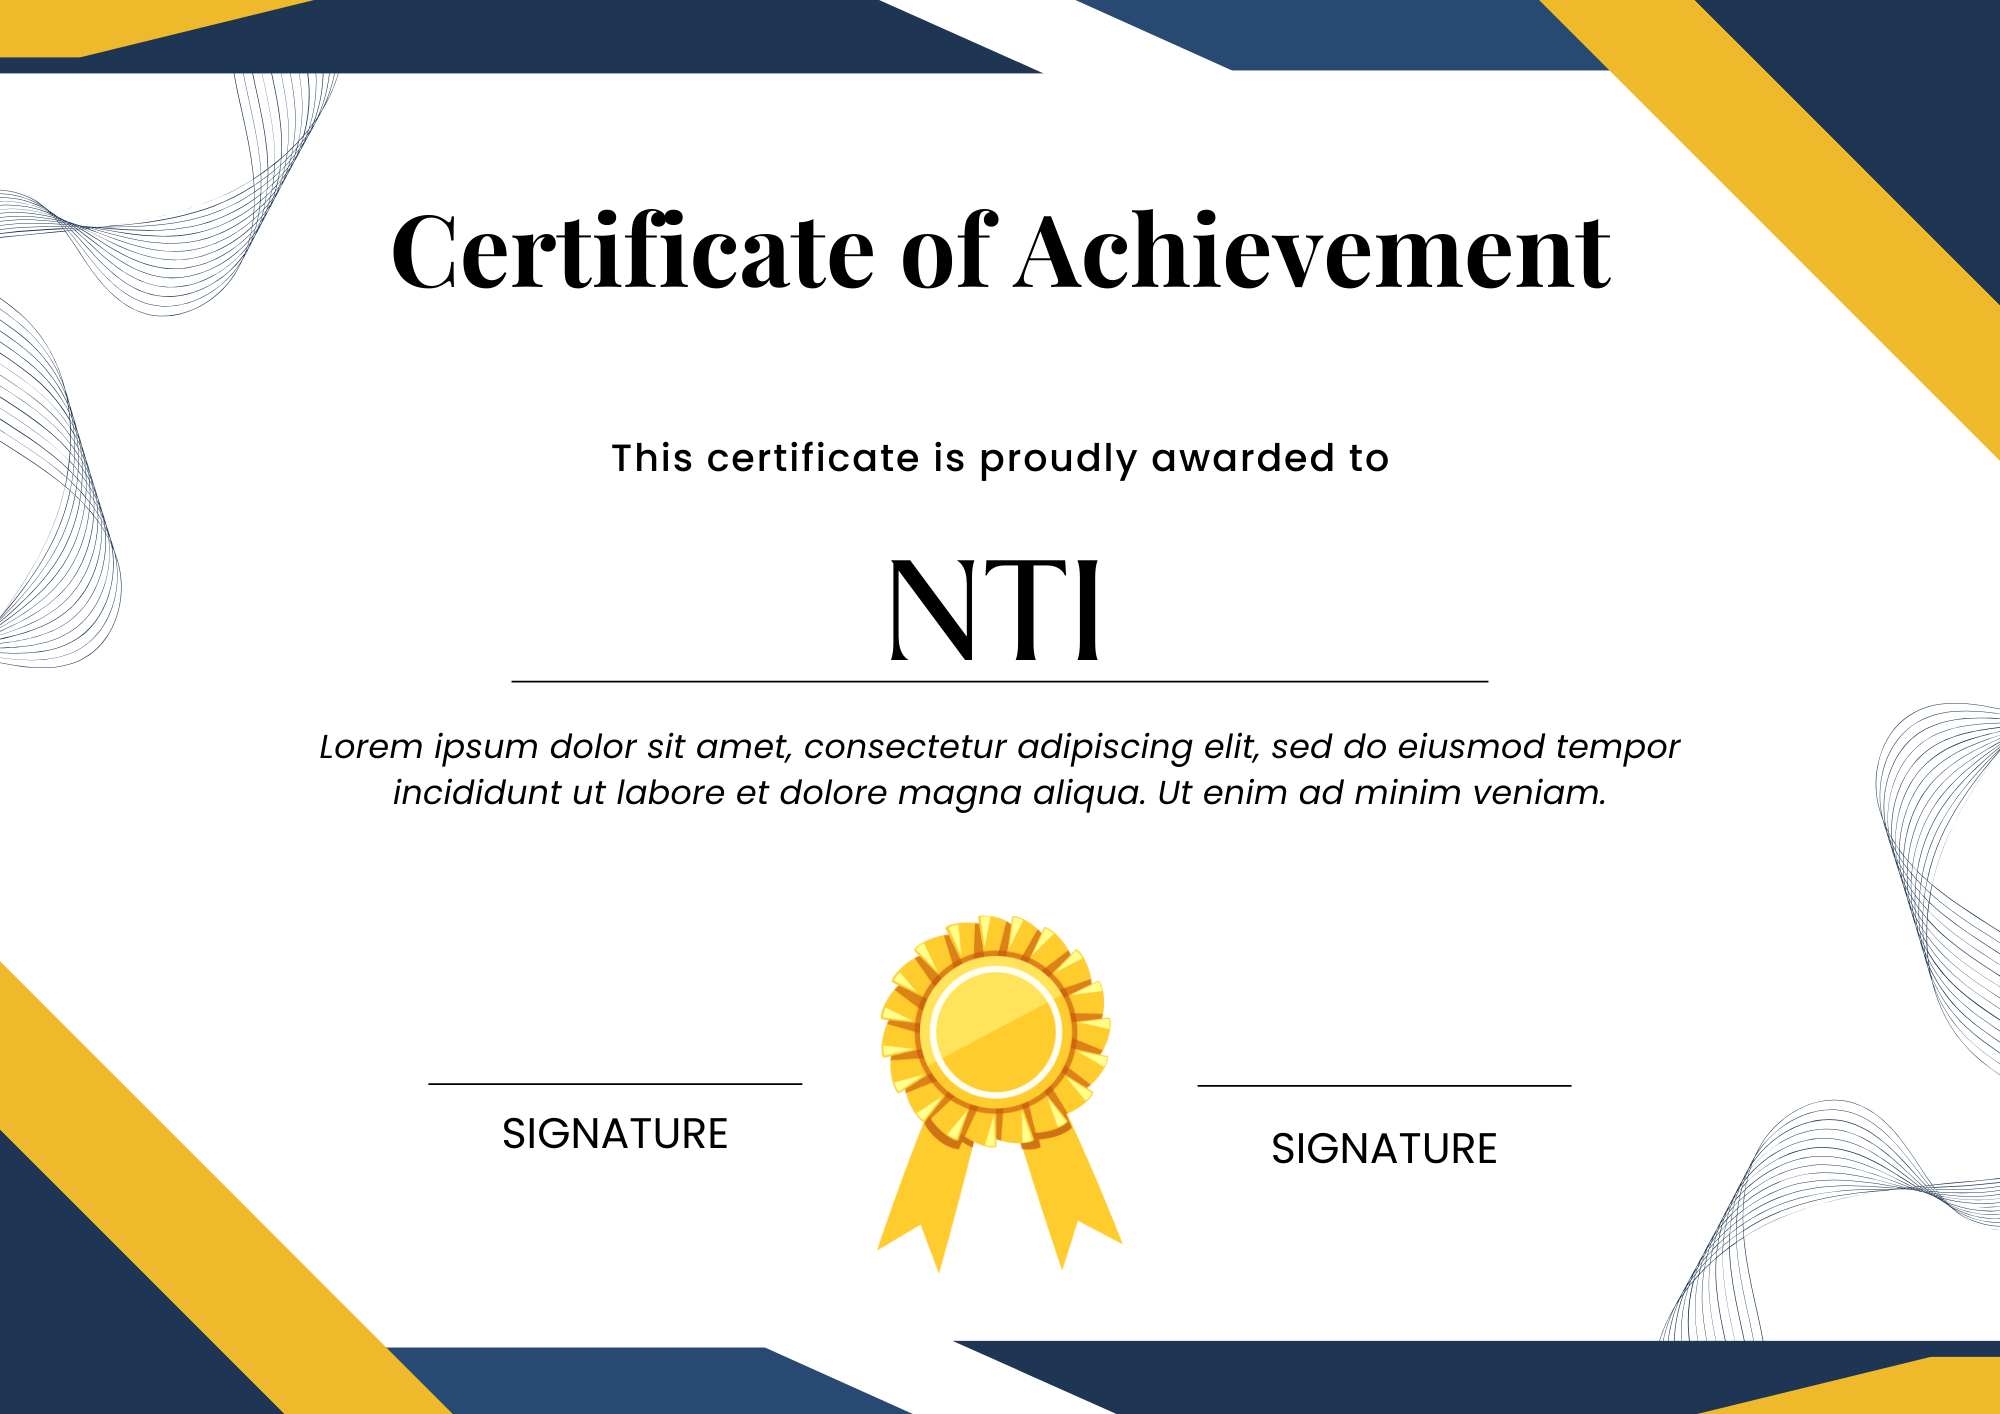 Certificate of Achievement
This certificate is proudly awarded to
NTI
Lorem ipsum dolor sit amet, consectetur adipiscing elit, sed do eiusmod tempor
incididunt ut labore et dolore magna aliqua. Ut enim ad minim veniam.
SIGNATURE
SIGNATURE